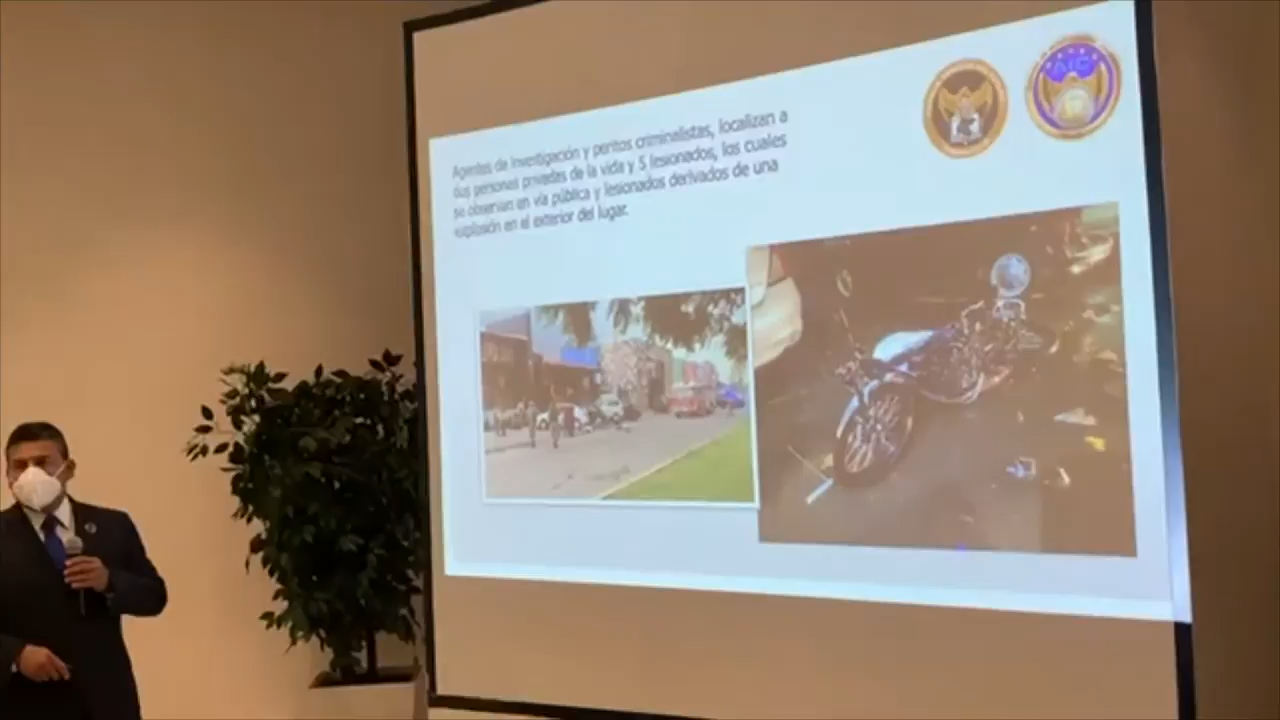 Agentes de Investigación y peritos criminalistas, localizan a
dos personas privadas de la vida y 5 lesionados, los cuales
se observan en vía pública y lesionados derivados de una
explosión en el exterior del lugar.
AIC